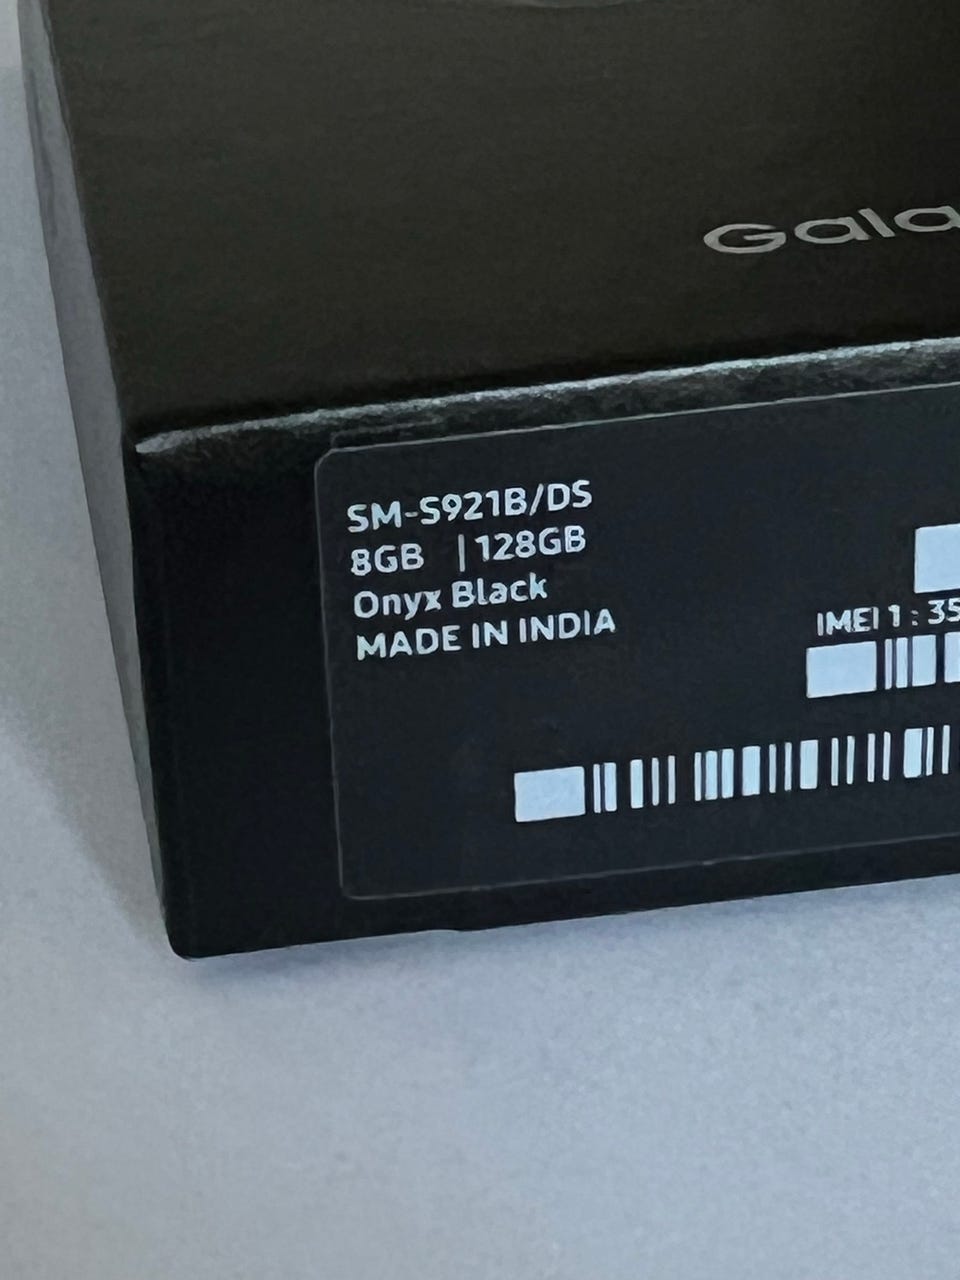 Gala
SM-S921B/DS
8GB | 128GB
Onyx Black
MADE IN INDIA
IMEI 1 : 35